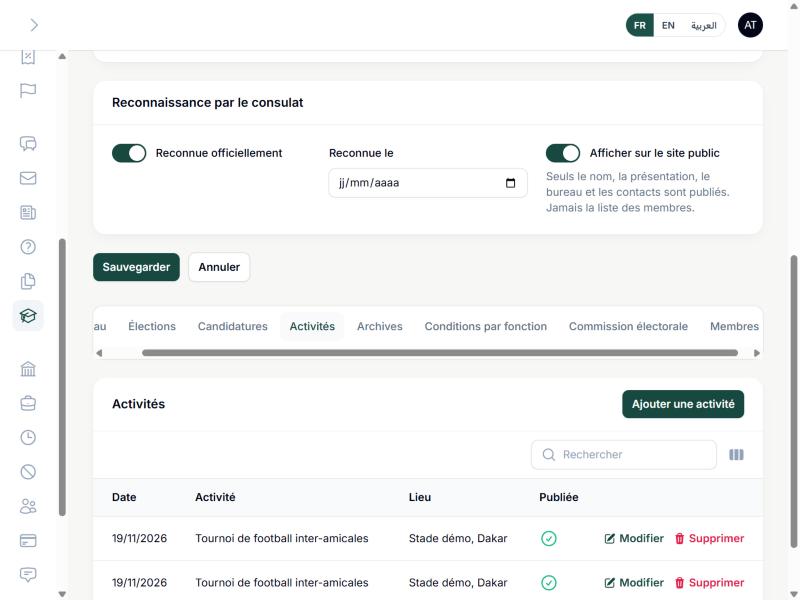 FR EN العربية AT
Reconnaissance par le consulat
Reconnue officiellement
Reconnue le
jj/mm/aaaa
Afficher sur le site public
Seuls le nom, la présentation, le
bureau et les contacts sont publiés.
Jamais la liste des membres.
Sauvegarder Annuler
au Élections Candidatures Activités Archives Conditions par fonction Commission électorale Membres
Activités
Ajouter une activité
Rechercher
Date Activité Lieu Publiée
19/11/2026 Tournoi de football inter-amicales Stade démo, Dakar Modifier Supprimer
19/11/2026 Tournoi de football inter-amicales Stade démo, Dakar Modifier Supprimer